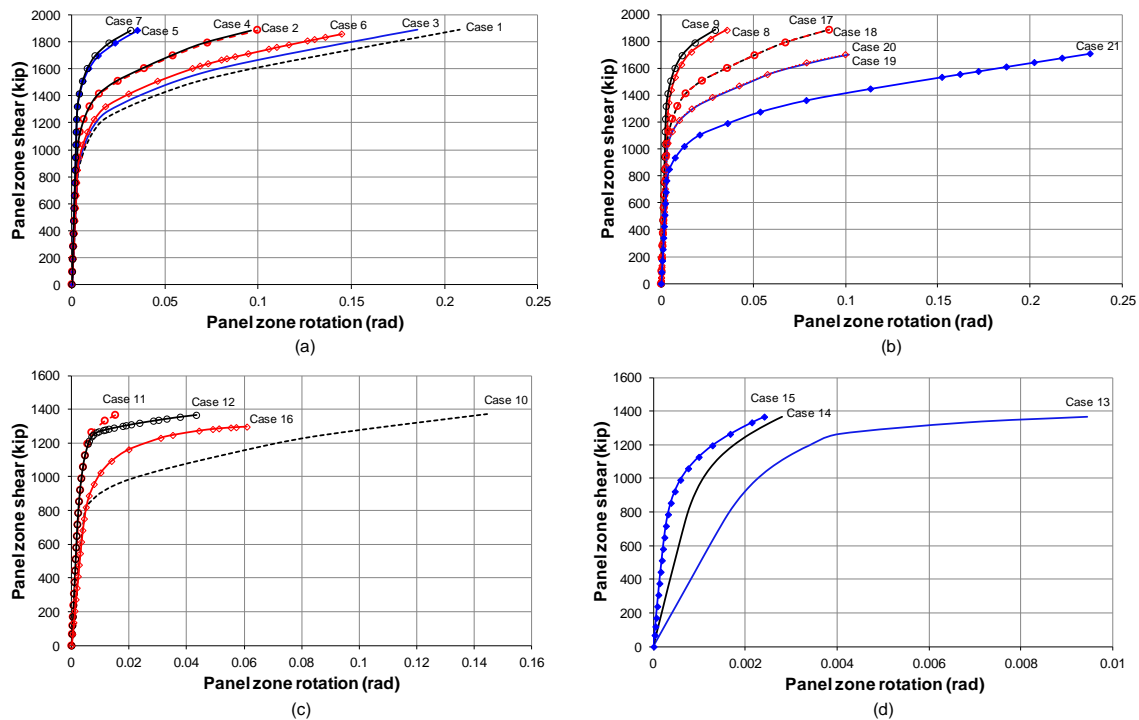 Case 7
Case 5
Case 4
Case 2
Case 6
Case 3
Case 1
2000
1800
1600
1400
1200
1000
800
600
400
200
0
0
0.05
0.1
0.15
0.2
0.25
Panel zone shear (kip)
Panel zone rotation (rad)
(a)
Case 9
Case 8
Case 17
Case 18
Case 20
Case 19
Case 21
2000
1800
1600
1400
1200
1000
800
600
400
200
0
0
0.05
0.1
0.15
0.2
0.25
Panel zone shear (kip)
Panel zone rotation (rad)
(b)
Case 11
Case 12
Case 16
Case 10
1600
1400
1200
1000
800
600
400
200
0
0
0.02
0.04
0.06
0.08
0.1
0.12
0.14
0.16
Panel zone shear (kip)
Panel zone rotation (rad)
(c)
Case 15
Case 14
Case 13
1600
1400
1200
1000
800
600
400
200
0
0
0.002
0.004
0.006
0.008
0.01
Panel zone shear (kip)
Panel zone rotation (rad)
(d)